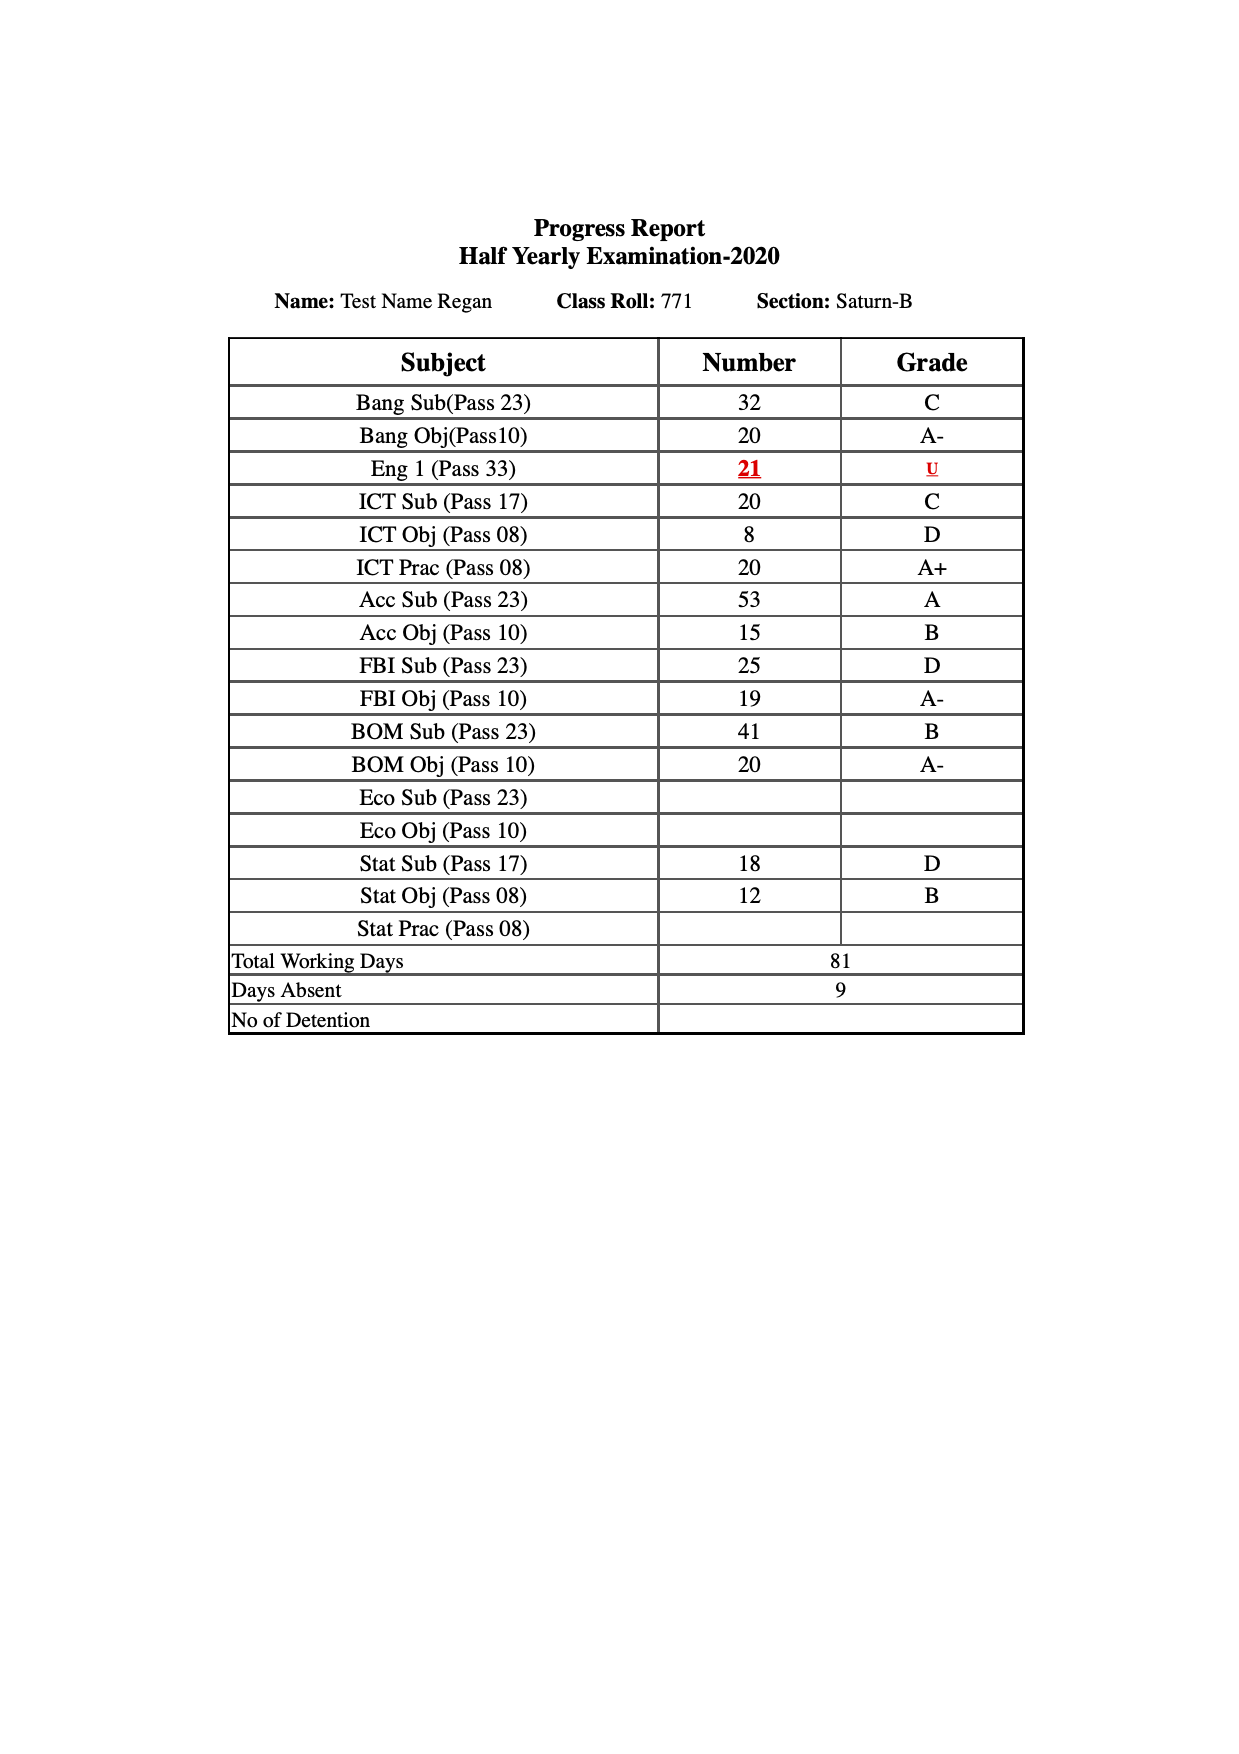 Progress Report
Half Yearly Examination-2020
Name: Test Name Regan Class Roll: 771 Section: Saturn-B
Subject Number Grade
Bang Sub(Pass 23) 32 C
Bang Obj(Pass10) 20 A-
Eng 1 (Pass 33) 21 U
ICT Sub (Pass 17) 20 C
ICT Obj (Pass 08) 8 D
ICT Prac (Pass 08) 20 A+
Acc Sub (Pass 23) 53 A
Acc Obj (Pass 10) 15 B
FBI Sub (Pass 23) 25 D
FBI Obj (Pass 10) 19 A-
BOM Sub (Pass 23) 41 B
BOM Obj (Pass 10) 20 A-
Eco Sub (Pass 23)
Eco Obj (Pass 10)
Stat Sub (Pass 17) 18 D
Stat Obj (Pass 08) 12 B
Stat Prac (Pass 08)
Total Working Days 81
Days Absent 9
No of Detention